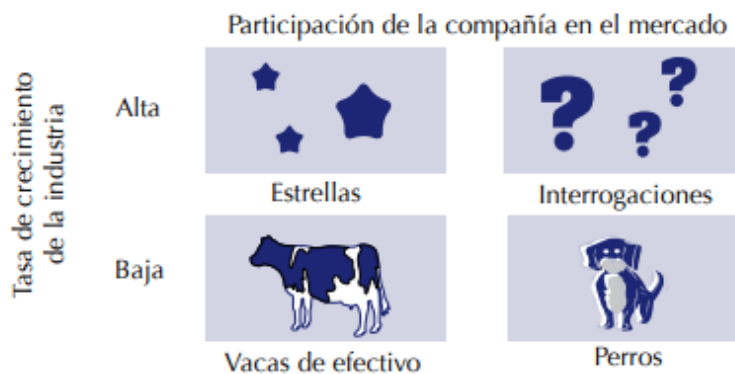 Participación de la compañía en el mercado
Tasa de crecimiento
de la industria
Alta
? ? ?
Estrellas
Interrogaciones
Baja
Vacas de efectivo
Perros